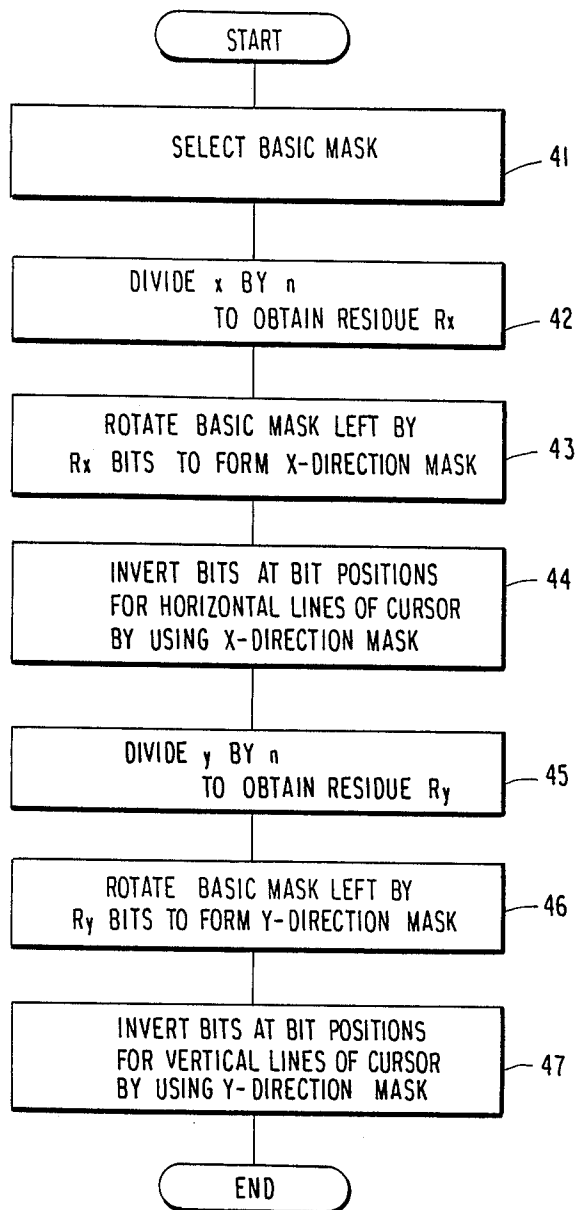 START
SELECT BASIC MASK
41
DIVIDE x BY n
TO OBTAIN RESIDUE Rx
42
ROTATE BASIC MASK LEFT BY
Rx BITS TO FORM X-DIRECTION MASK
43
INVERT BITS AT BIT POSITIONS
FOR HORIZONTAL LINES OF CURSOR
BY USING X-DIRECTION MASK
44
DIVIDE y BY n
TO OBTAIN RESIDUE Ry
45
ROTATE BASIC MASK LEFT BY
Ry BITS TO FORM Y-DIRECTION MASK
46
INVERT BITS AT BIT POSITIONS
FOR VERTICAL LINES OF CURSOR
BY USING Y-DIRECTION MASK
47
END